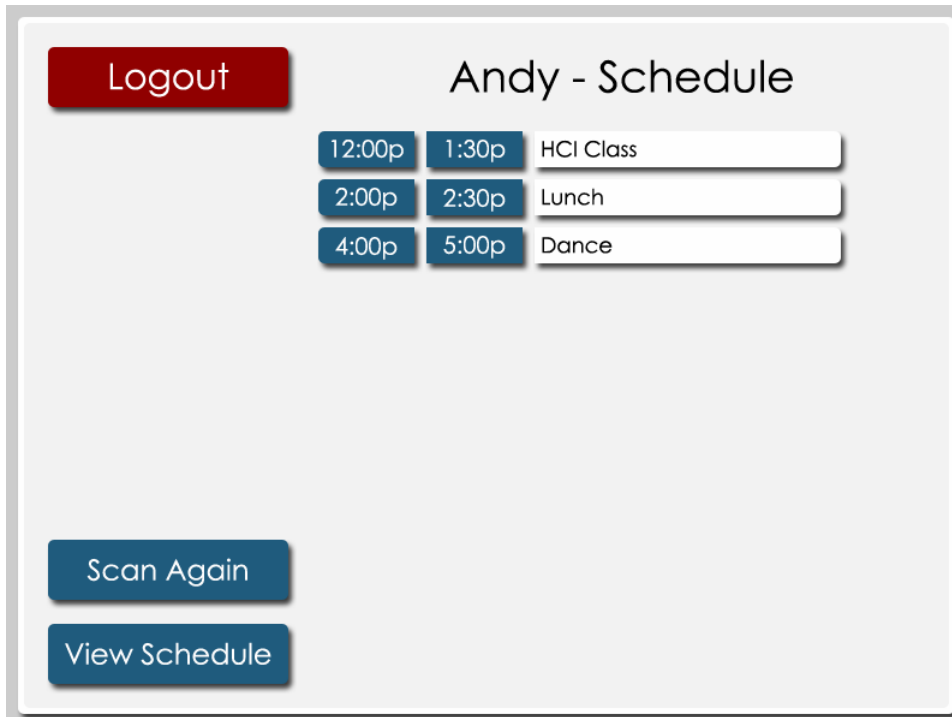 Logout
Andy - Schedule
12:00p 1:30p HCI Class
2:00p 2:30p Lunch
4:00p 5:00p Dance
Scan Again
View Schedule